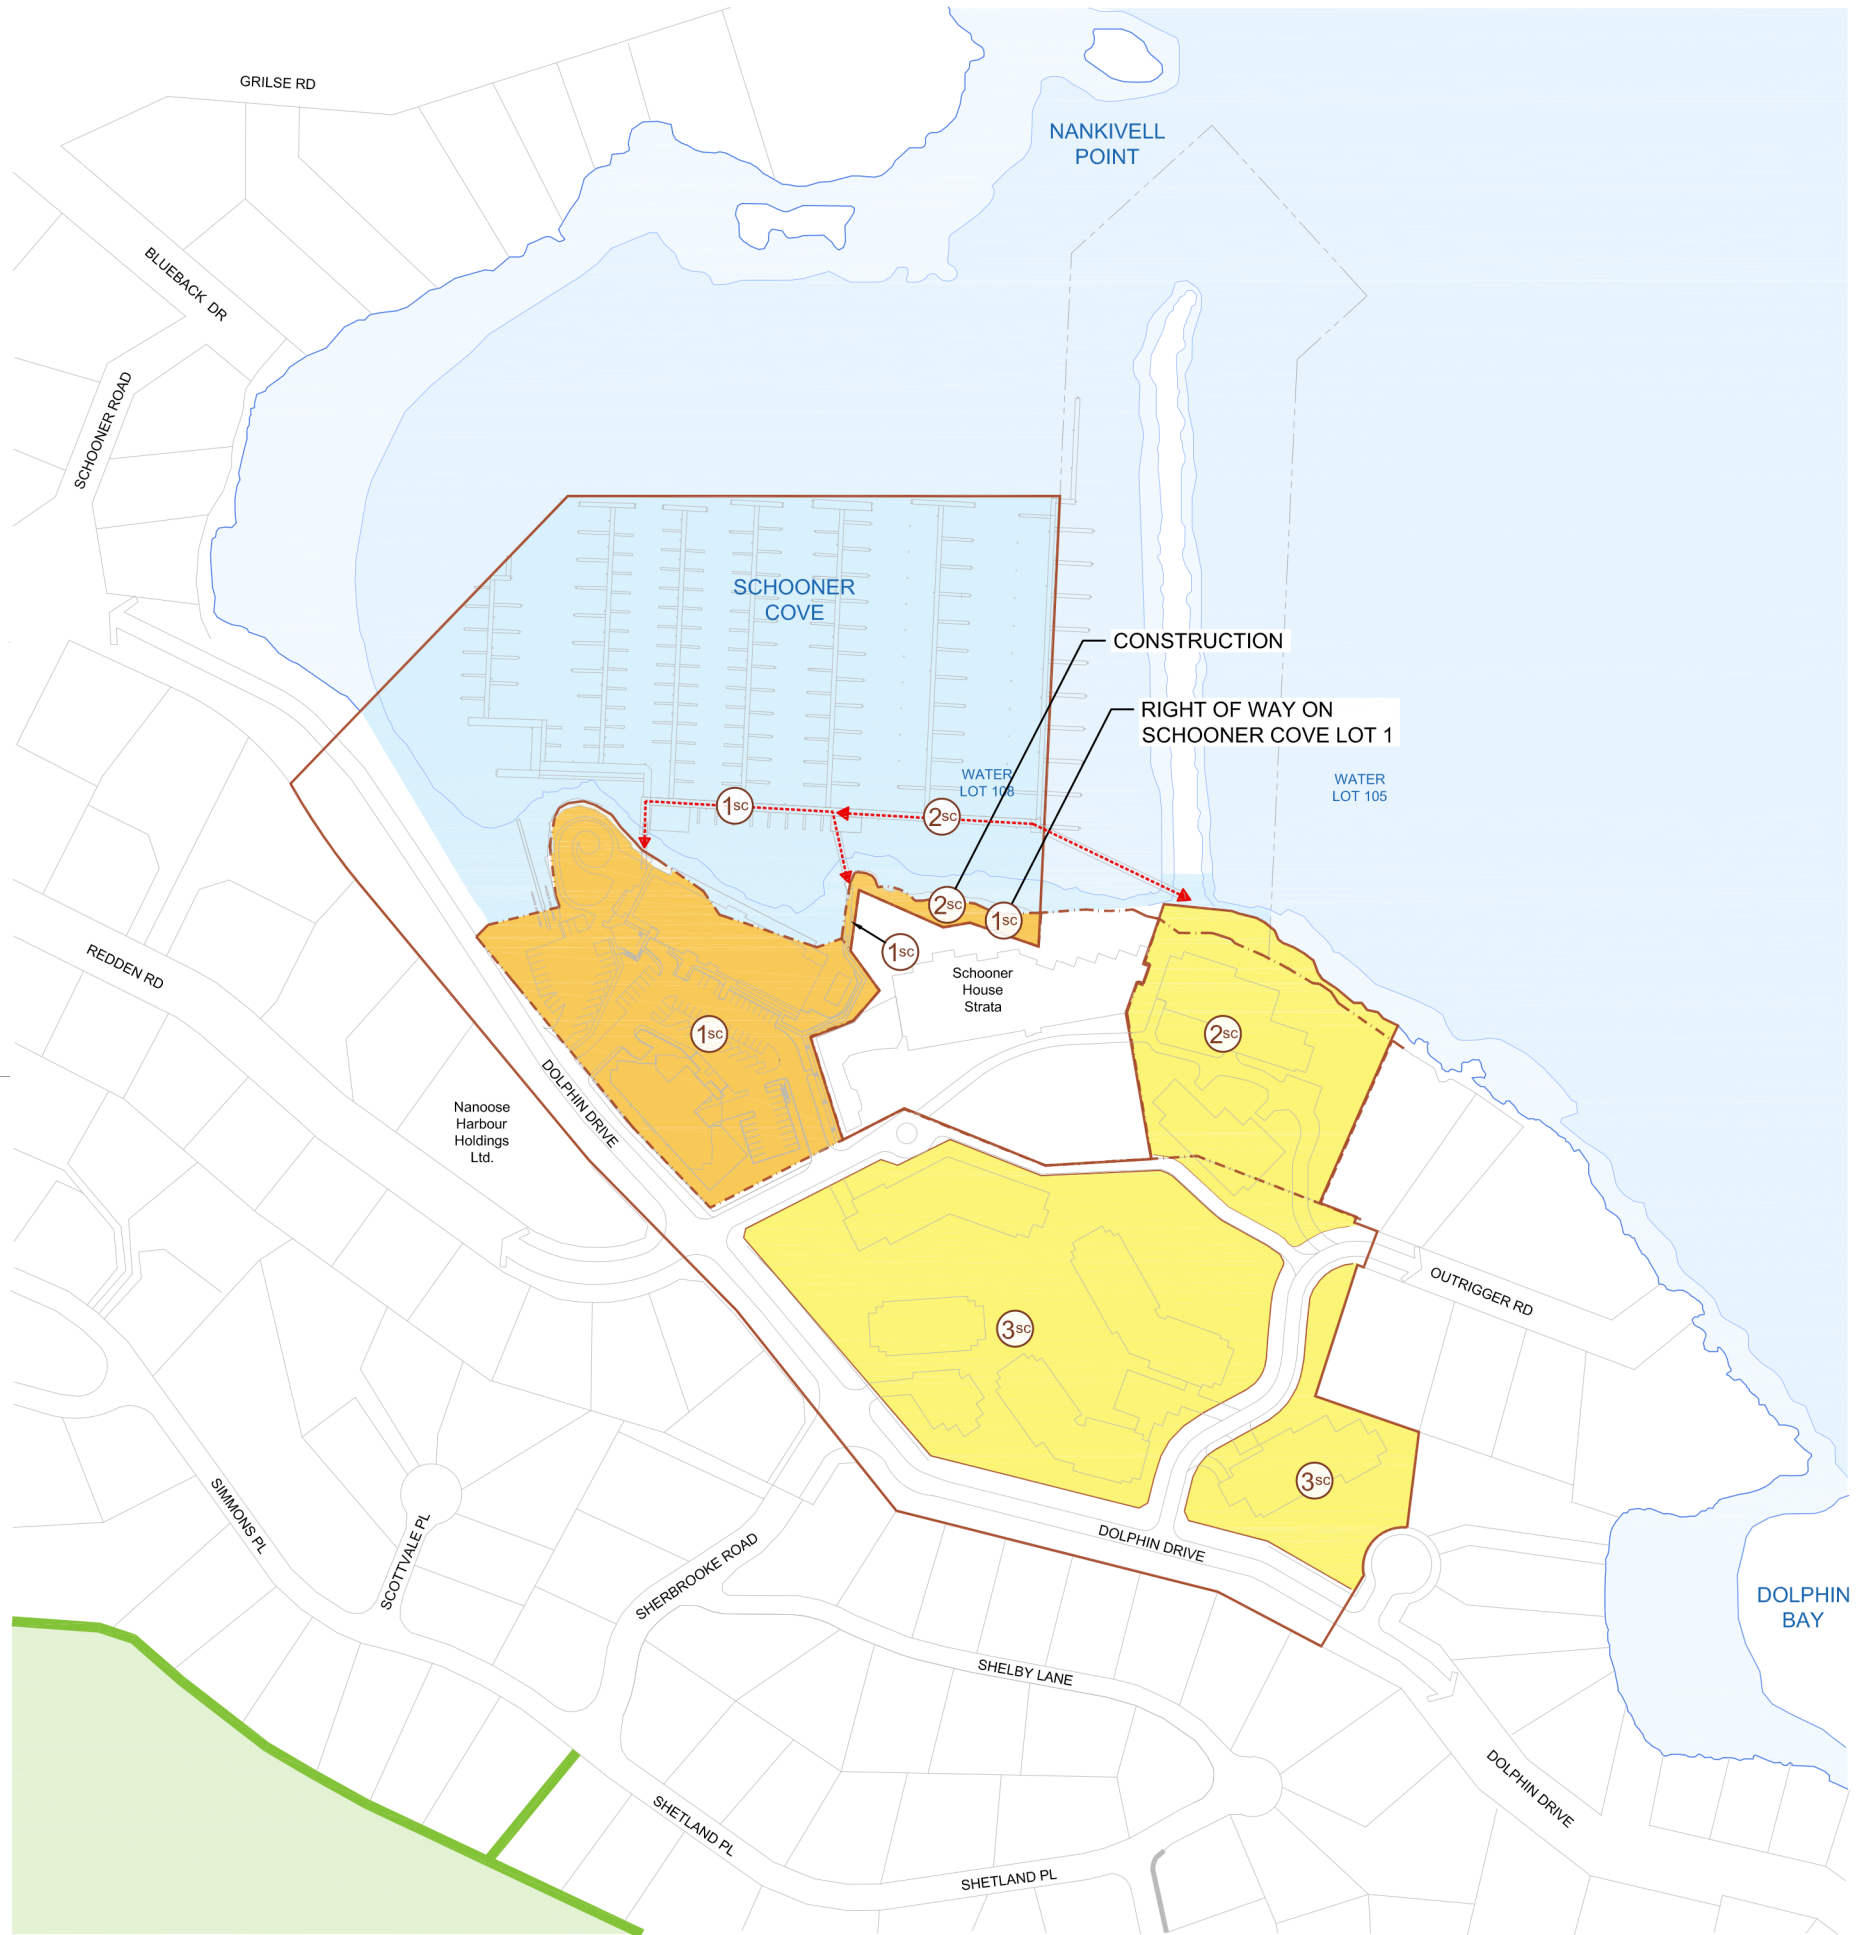 GRILSE RD
NANKIVELL
POINT
BLUEBACK DR
SCHOONER ROAD
SCHOONER
COVE
CONSTRUCTION
RIGHT OF WAY ON
SCHOONER COVE LOT 1
WATER
LOT 108
WATER
LOT 105
1sc
2sc
2sc
1sc
1sc
REDDEN RD
Schooner
House
Strata
1sc
2sc
DOLPHIN DRIVE
Nanoose
Harbour
Holdings
Ltd.
OUTRIGGER RD
3sc
3sc
SIMMONS PL
SCOTTVALE PL
SHERBROOKE ROAD
DOLPHIN DRIVE
DOLPHIN
BAY
SHELBY LANE
DOLPHIN DRIVE
SHETLAND PL
SHETLAND PL